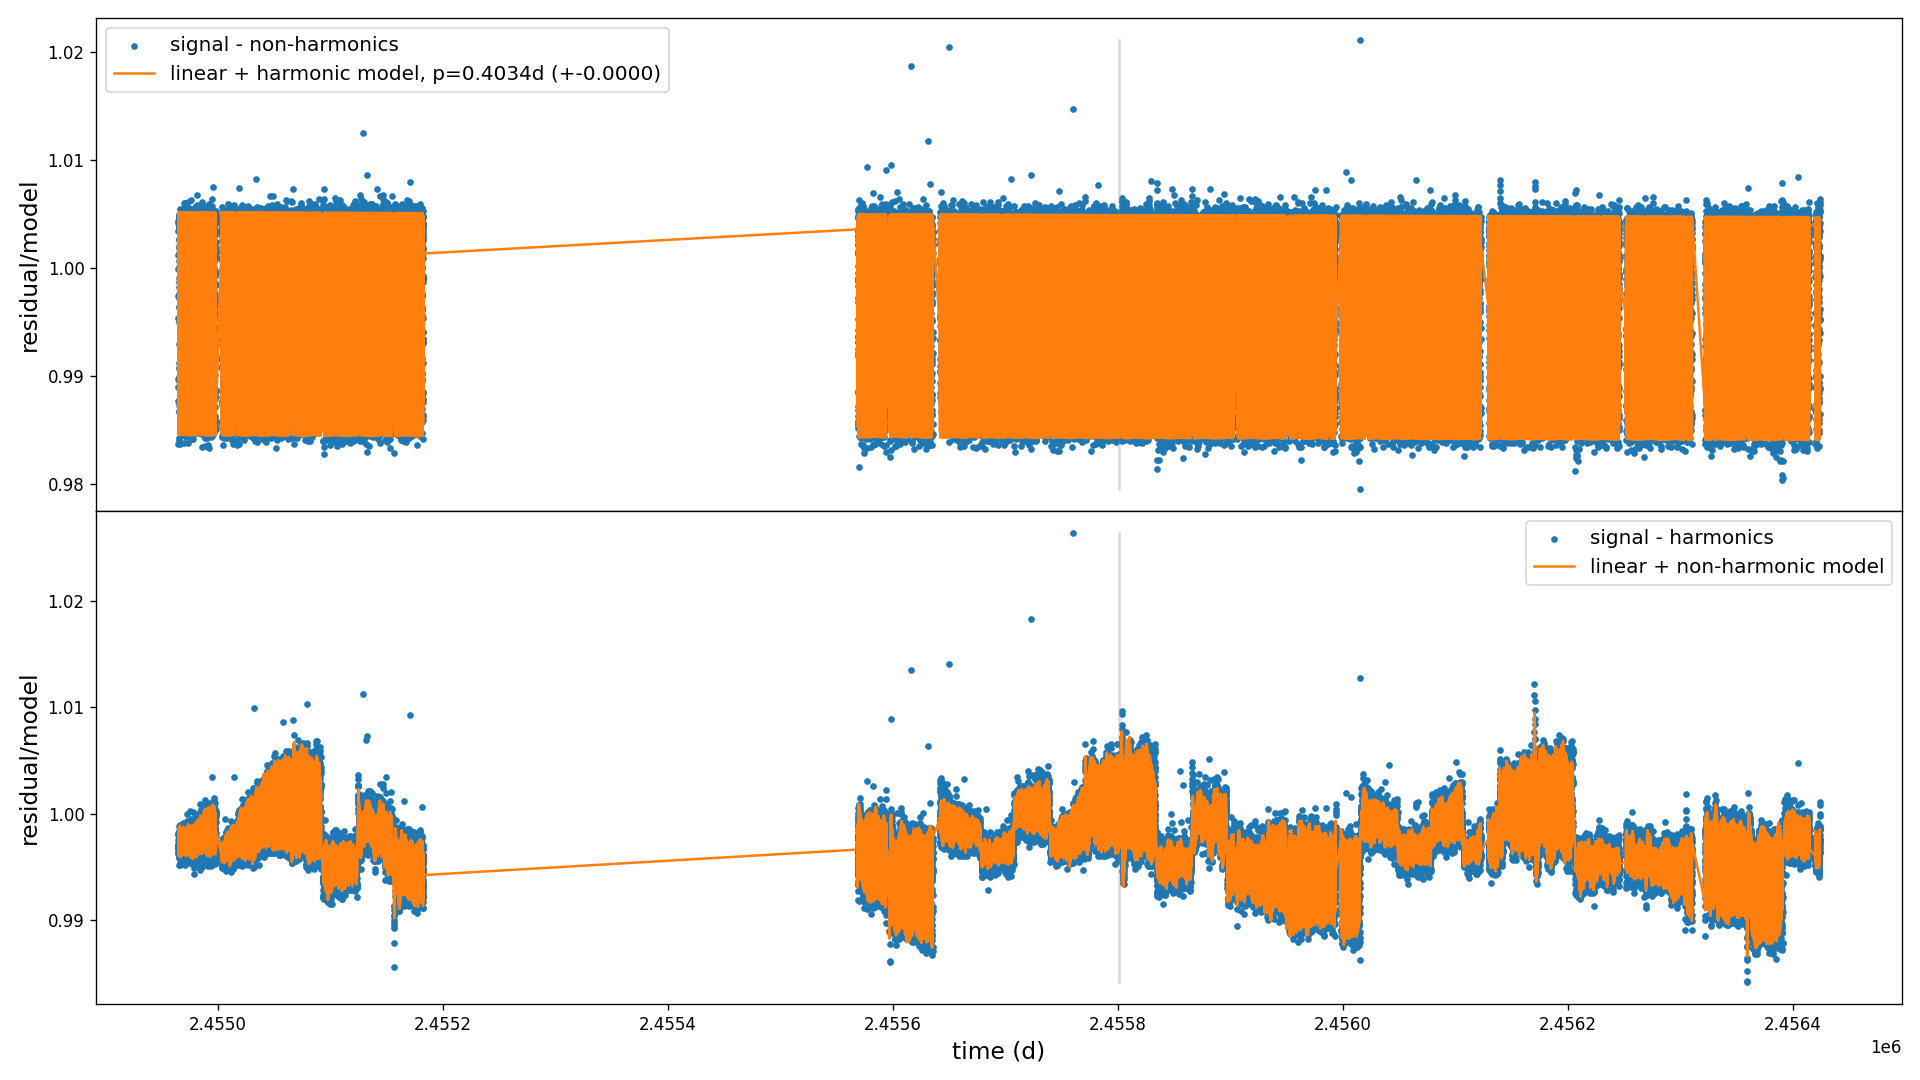 signal - non-harmonics
linear + harmonic model, p=0.4034d (+-0.0000)
1.02
1.01
1.00
0.99
0.98
residual/model
signal - harmonics
linear + non-harmonic model
1.02
1.01
1.00
0.99
residual/model
2.4550
2.4552
2.4554
2.4556
2.4558
2.4560
2.4562
2.4564
1e6
time (d)